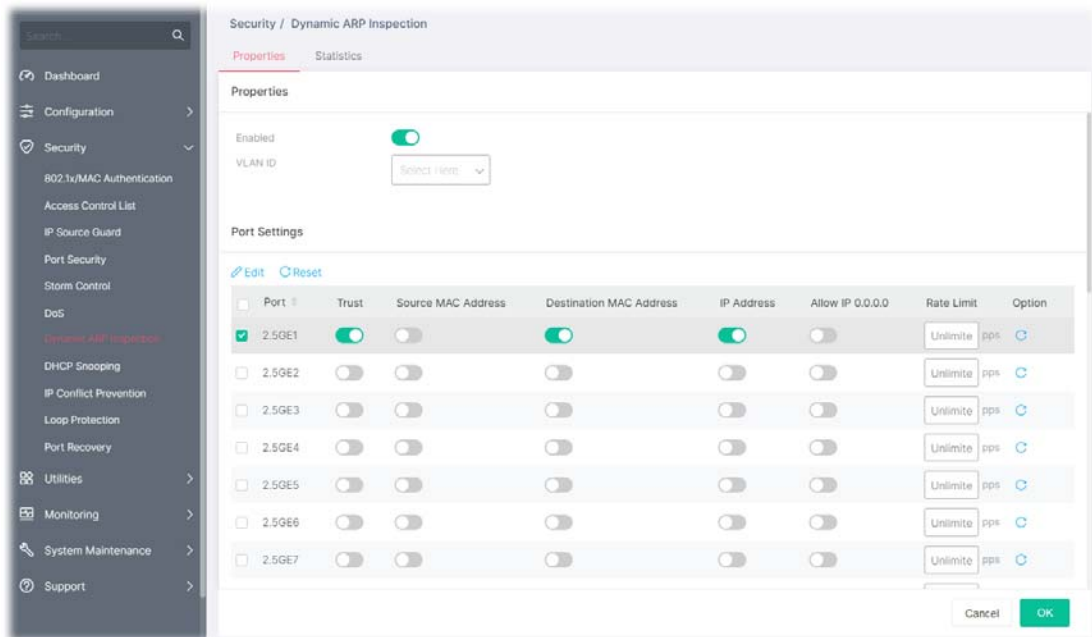 Search...
Dashboard
Configuration
Security
802.1x/MAC Authentication
Access Control List
IP Source Guard
Port Security
Storm Control
DoS
Dynamic ARP Inspection
DHCP Snooping
IP Conflict Prevention
Loop Protection
Port Recovery
Utilities
Monitoring
System Maintenance
Support
Security / Dynamic ARP Inspection
Properties Statistics
Properties
Enabled
VLAN ID Select Here
Port Settings
Edit Reset
Port Trust Source MAC Address Destination MAC Address IP Address Allow IP 0.0.0.0 Rate Limit Option
2.5GE1 Unlimite pps
2.5GE2 Unlimite pps
2.5GE3 Unlimite pps
2.5GE4 Unlimite pps
2.5GE5 Unlimite pps
2.5GE6 Unlimite pps
2.5GE7 Unlimite pps
Cancel OK